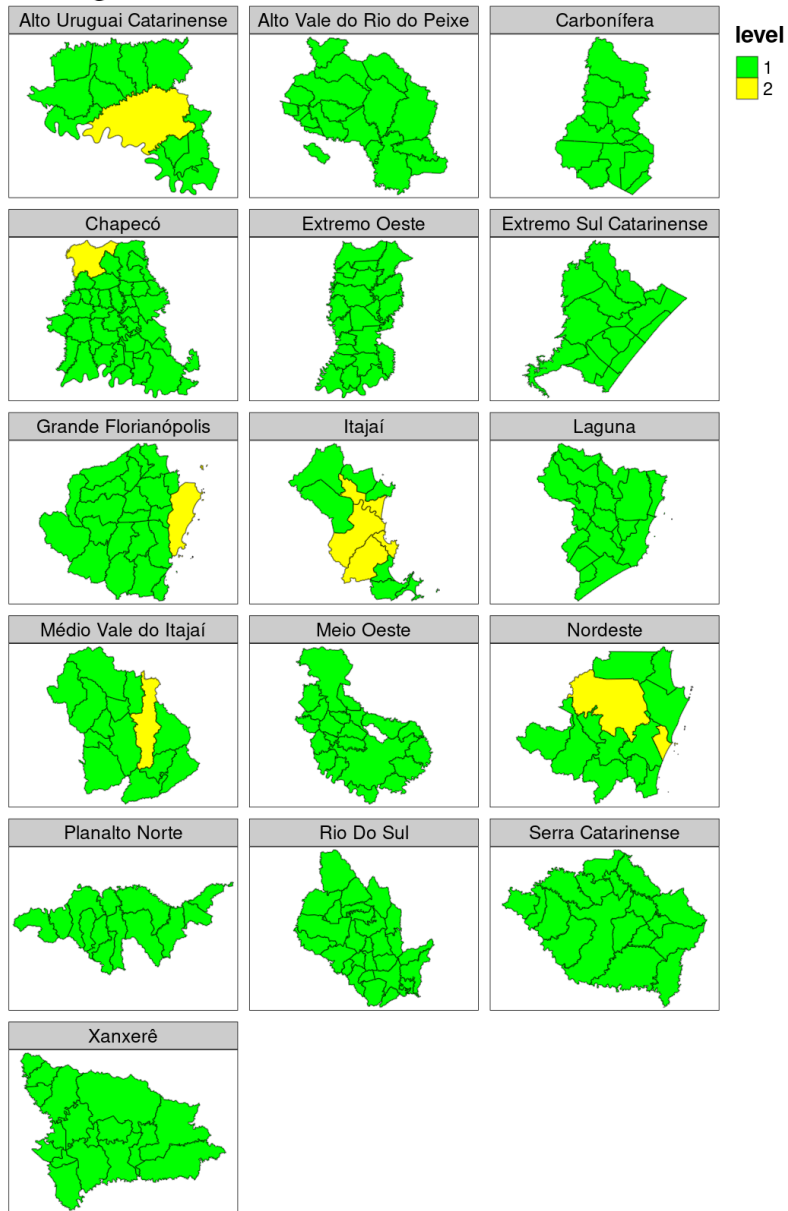 Alto Uruguai Catarinense
Alto Vale do Rio do Peixe
Carbonífera
level
1
2
Chapecó
Extremo Oeste
Extremo Sul Catarinense
Grande Florianópolis
Itajaí
Laguna
Médio Vale do Itajaí
Meio Oeste
Nordeste
Planalto Norte
Rio Do Sul
Serra Catarinense
Xanxerê